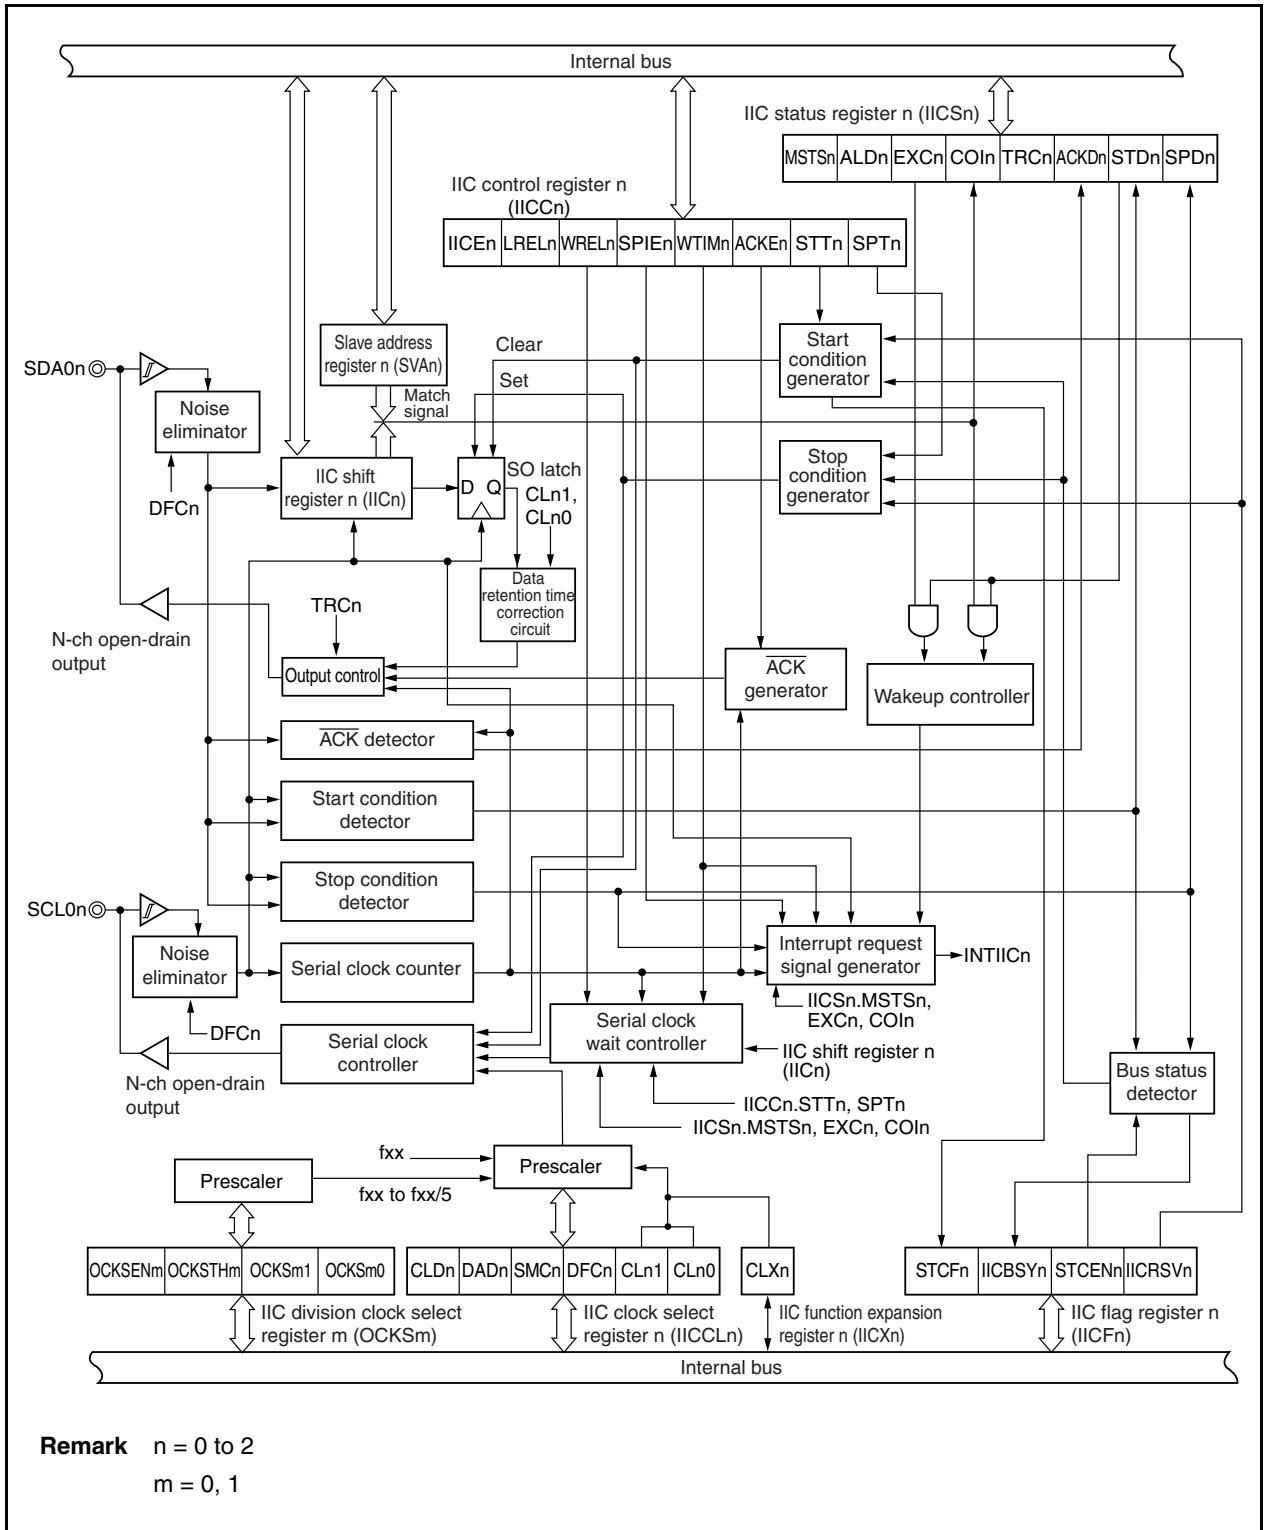 Internal bus
IIC status register n (IICSn)
MSTSn ALDn EXCn COIn TRCn ACKDn STDn SPDn
IIC control register n
(IICCn)
IICEn LRELn WRELn SPIEn WTIMn ACKEn STTn SPTn
Slave address
register n (SVAn)
Clear
Set
Match
signal
Start
condition
generator
SDA0n
Noise
eliminator
DFCn
IIC shift
register n (IICn)
D Q
SO latch
CLn1,
CLn0
Stop
condition
generator
Data
retention time
correction
circuit
TRCn
N-ch open-drain
output
Output control
ACK
generator
Wakeup controller
ACK detector
Start condition
detector
Stop condition
detector
SCL0n
Noise
eliminator
DFCn
Serial clock counter
Interrupt request
signal generator
INTIICn
IICSn.MSTSn,
EXCn, COIn
Serial clock
wait controller
IIC shift register n
(IICn)
Serial clock
controller
N-ch open-drain
output
IICCn.STTn, SPTn
IICSn.MSTSn, EXCn, COIn
Bus status
detector
fxx
Prescaler
Prescaler
fxx to fxx/5
OCKSENm OCKSTHm OCKSm1 OCKSm0
CLDn DADn SMCn DFCn CLn1 CLn0
CLXn
STCFn IICBSYn STCENn IICRSVn
IIC division clock select
register m (OCKSm)
IIC clock select
register n (IICCLn)
IIC function expansion
register n (IICXn)
IIC flag register n
(IICFn)
Internal bus
Remark n = 0 to 2
m = 0, 1